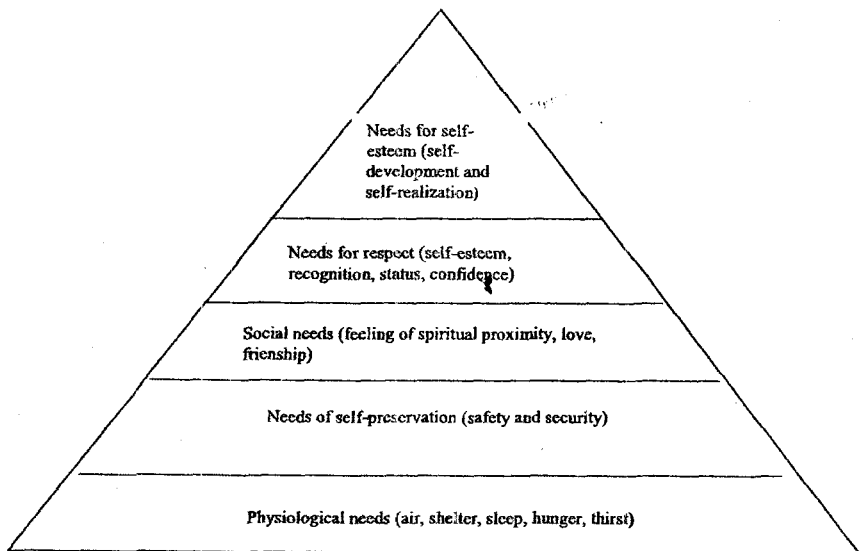 Needs for self-
esteem (self-
development and
self-realization)
Needs for respect (self-esteem,
recognition, status, confidence)
Social needs (feeling of spiritual proximity, love,
frienship)
Needs of self-preservation (safety and security)
Physiological needs (air, shelter, sleep, hunger, thirst)